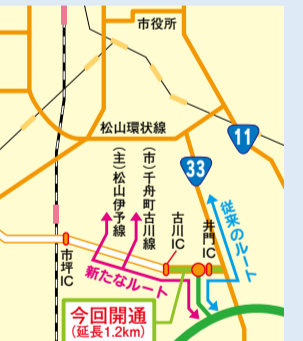 市役所
松山環状線
11
33
(主)松山伊予線
(市)千舟町古川線
古川IC
井門IC
従来のルート
市坪IC
新たなルート
今回開通
(延長1.2km)